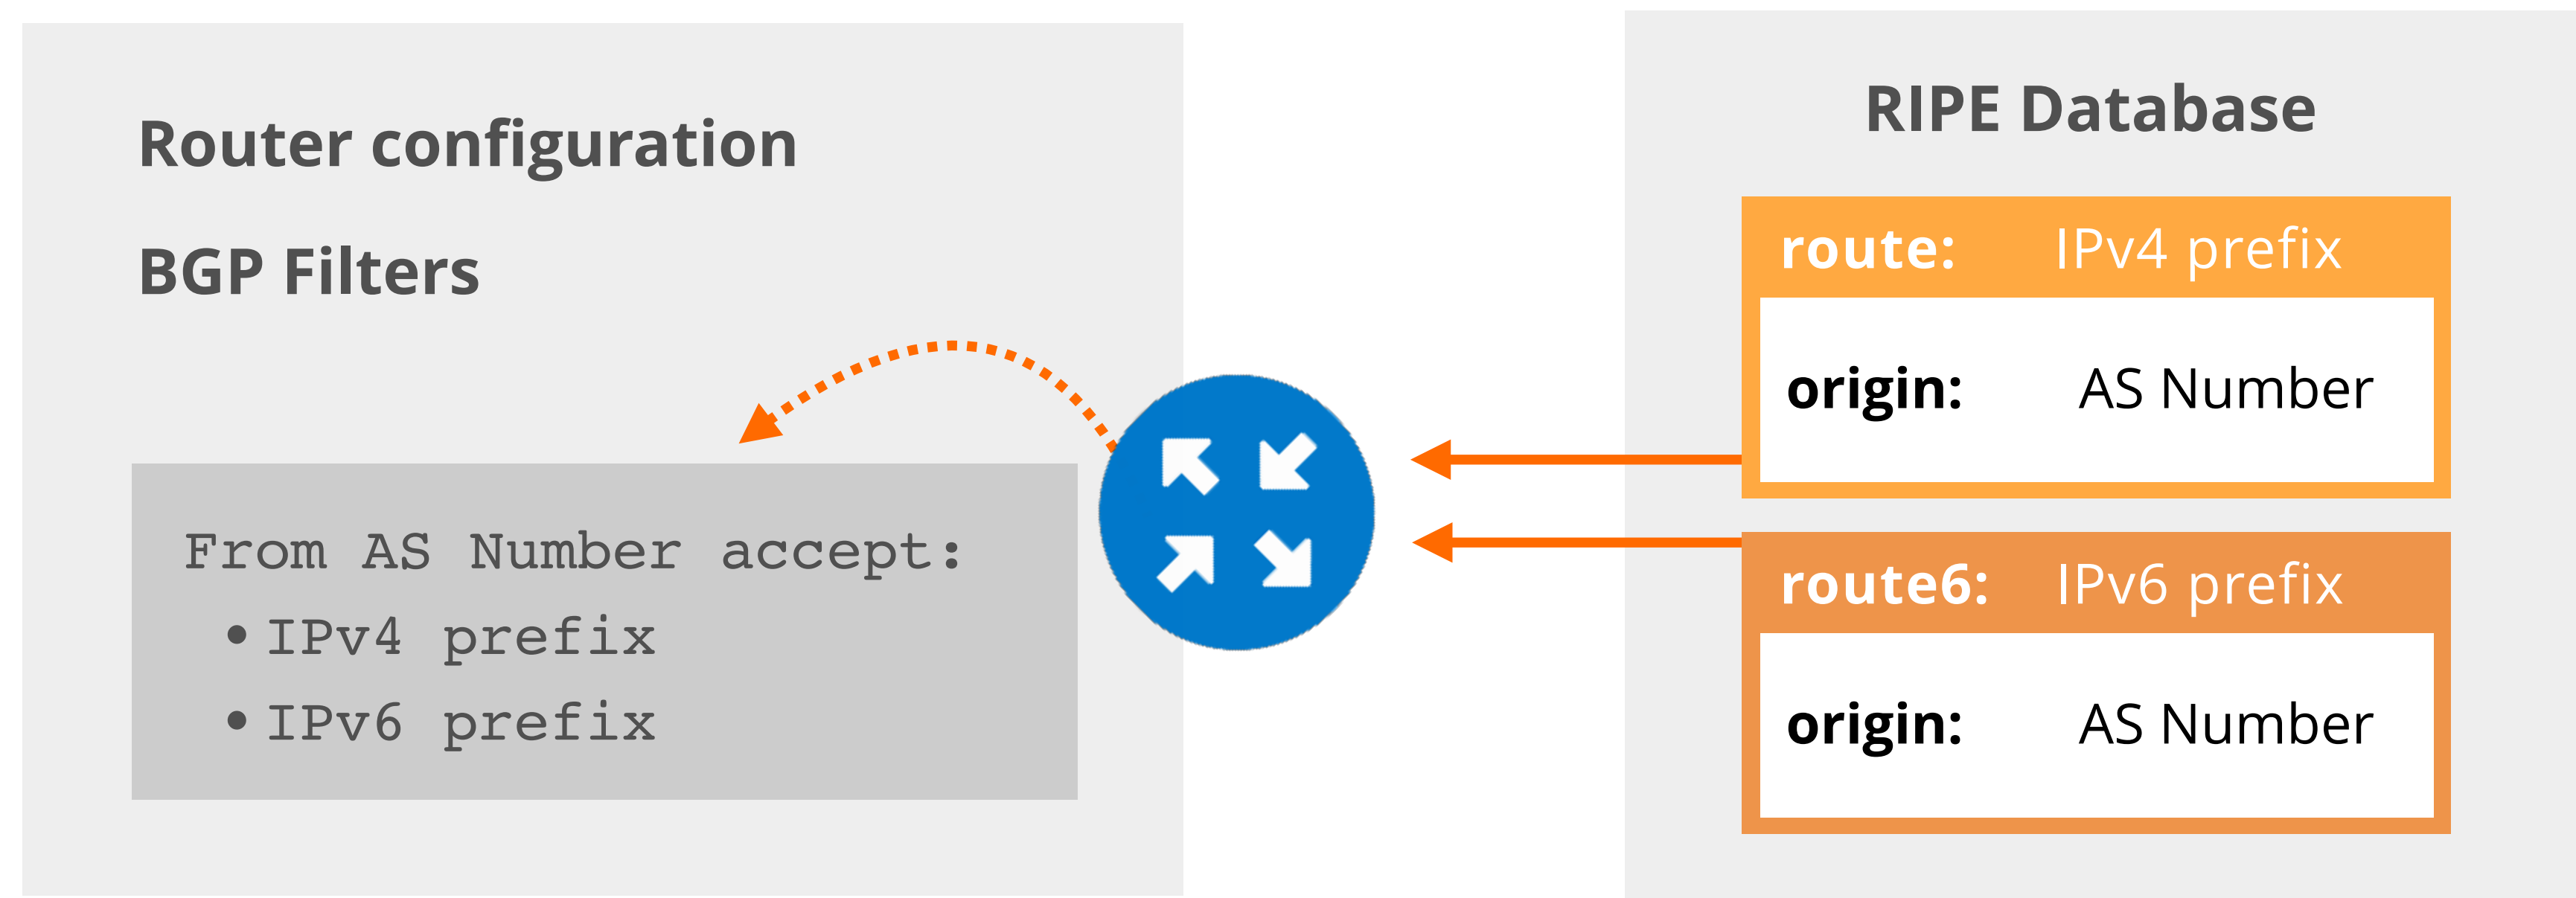 Router configuration
BGP Filters
From AS Number accept:
• IPv4 prefix
• IPv6 prefix
RIPE Database
route: IPv4 prefix
origin: AS Number
route6: IPv6 prefix
origin: AS Number